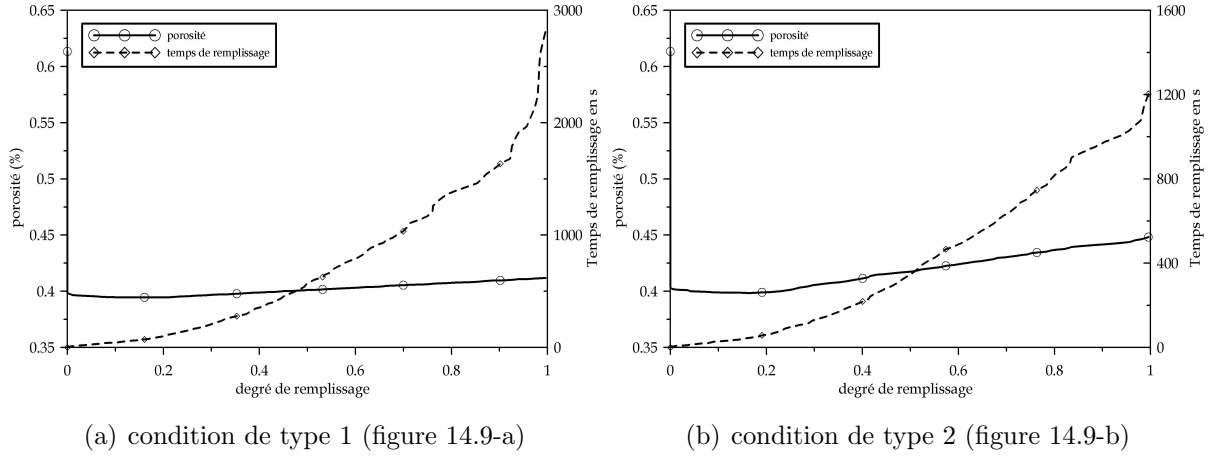 0.65
0.6
0.55
0.5
0.45
0.4
0.35
porosité (%)
porosité
temps de remplissage
3000
2000
1000
0
Temps de remplissage en s
0
0.2
0.4
0.6
0.8
1
degré de remplissage
(a) condition de type 1 (figure 14.9-a)
0.65
0.6
0.55
0.5
0.45
0.4
0.35
porosité (%)
porosité
temps de remplissage
1600
1200
800
400
0
Temps de remplissage en s
0
0.2
0.4
0.6
0.8
1
degré de remplissage
(b) condition de type 2 (figure 14.9-b)